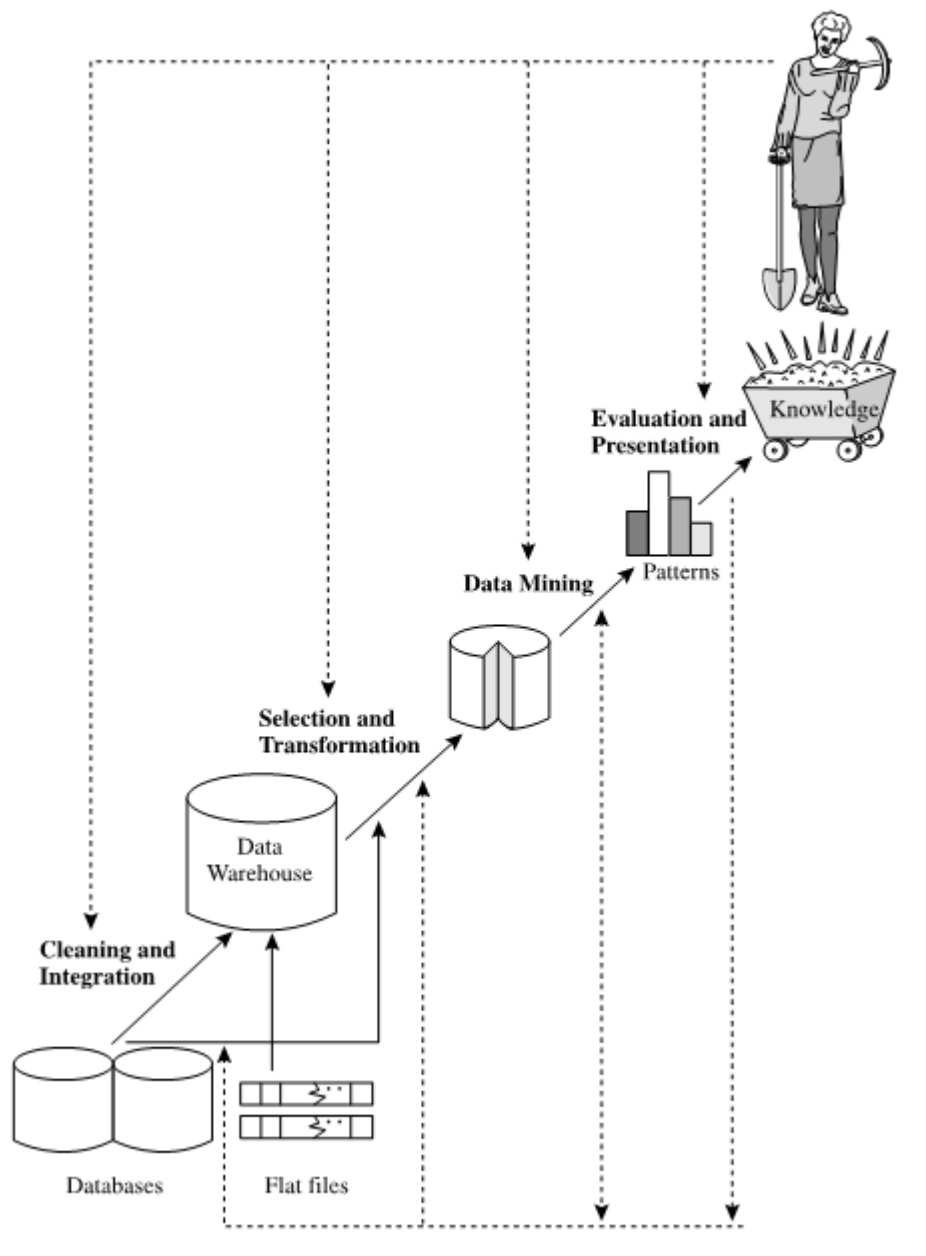 Knowledge
Evaluation and
Presentation
Patterns
Data Mining
Selection and
Transformation
Data
Warehouse
Cleaning and
Integration
Databases
Flat files